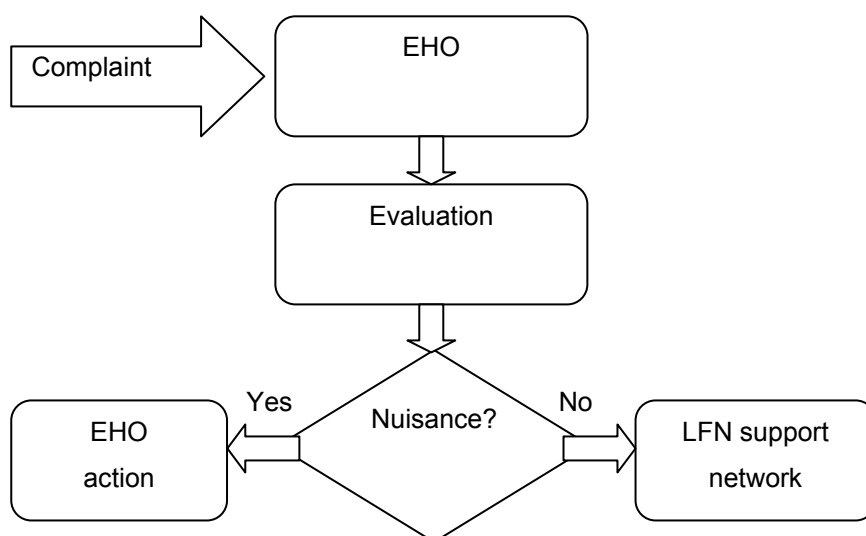 Complaint
EHO
Evaluation
Yes
Nuisance?
No
EHO
action
LFN support
network